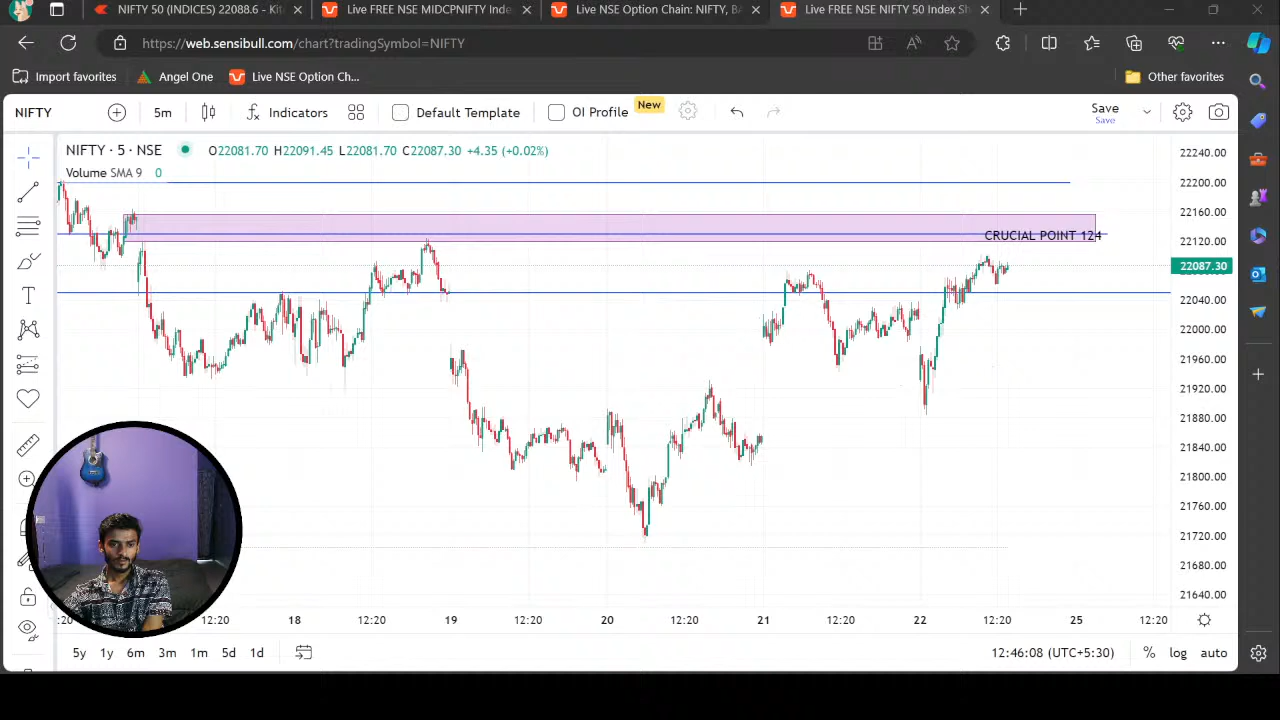 NIFTY 50 (INDICES) 22088.6 - Kit
Live FREE NSE MIDCPNIFTY Inde
Live NSE Option Chain: NIFTY, BA
Live FREE NSE NIFTY 50 Index Sh
https://web.sensibull.com/chart?tradingSymbol=NIFTY
Import favorites
Angel One
Live NSE Option Ch...
Other favorites
NIFTY
5m
Indicators
Default Template
OI Profile
New
Save
Save
NIFTY · 5 · NSE
O22081.70 H22091.45 L22081.70 C22087.30 +4.35 (+0.02%)
Volume SMA 9 0
CRUCIAL POINT 124
22240.00
22200.00
22160.00
22120.00
22087.30
22040.00
22000.00
21960.00
21920.00
21880.00
21840.00
21800.00
21760.00
21720.00
21680.00
21640.00
:20 12:20 18 12:20 19 12:20 20 12:20 21 12:20 22 12:20 25 12:20
5y 1y 6m 3m 1m 5d 1d
12:46:08 (UTC+5:30)
% log auto